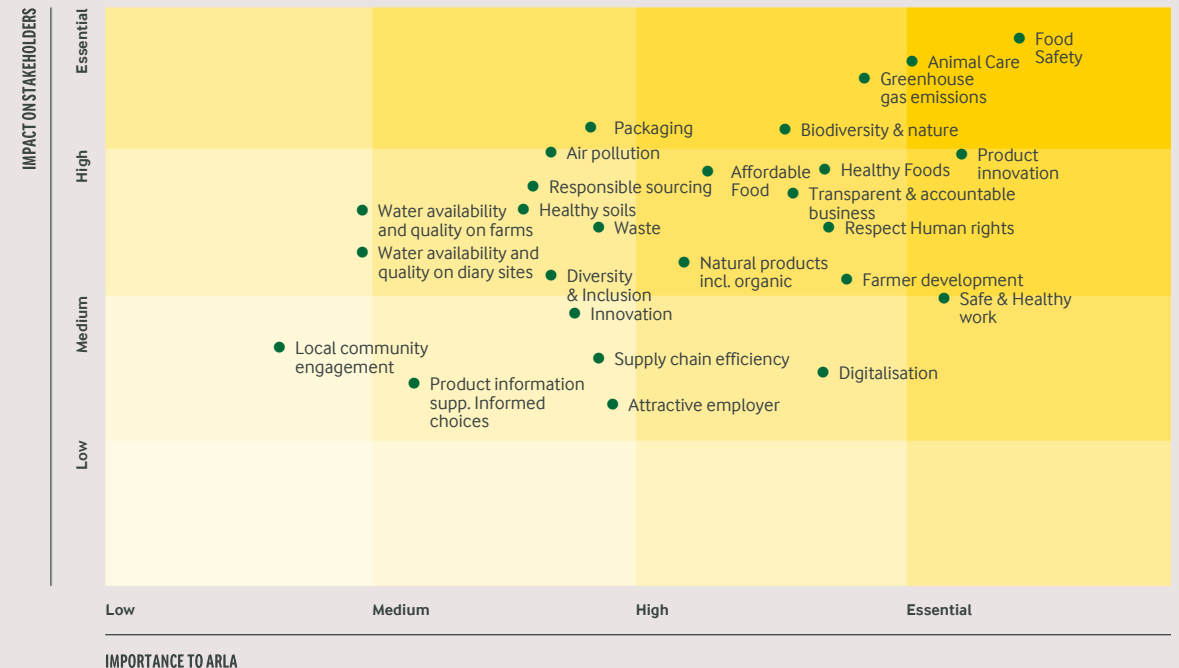 IMPACT ON STAKEHOLDERS
Essential
High
Medium
Low
Food
Safety
Animal Care
Greenhouse
gas emissions
Packaging
Biodiversity & nature
Air pollution
Product
innovation
Affordable
Food
Healthy Foods
Responsible sourcing
Transparent & accountable
business
Water availability
and quality on farms
Healthy soils
Waste
Respect Human rights
Water availability and
quality on diary sites
Natural products
incl. organic
Diversity
& Inclusion
Farmer development
Safe & Healthy
work
Innovation
Local community
engagement
Supply chain efficiency
Digitalisation
Product information
supp. Informed
choices
Attractive employer
Low
Medium
High
Essential
IMPORTANCE TO ARLA